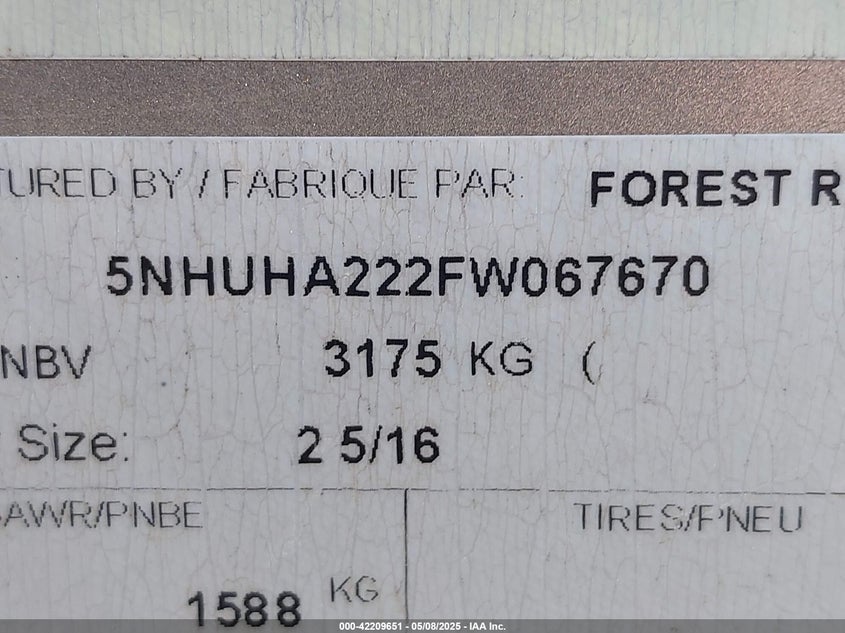 TURED BY / FABRIQUE PAR: FOREST R
5NHUHA222FW067670
NBV 3175 KG (
Size: 2 5/16
AWR/PNBE TIRES/PNEU
1588 KG
000-42209651 - 05/08/2025 - IAA Inc.